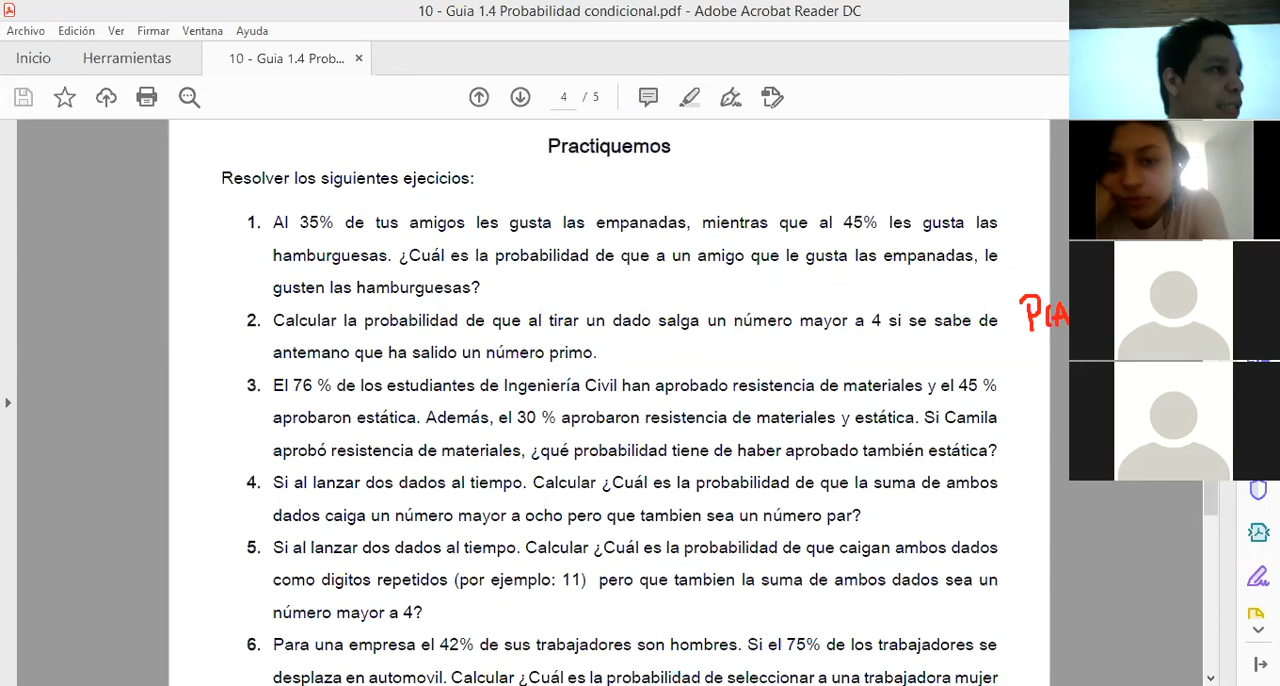 10 - Guia 1.4 Probabilidad condicional.pdf - Adobe Acrobat Reader DC
Archivo Edición Ver Firmar Ventana Ayuda
Inicio Herramientas 10 - Guia 1.4 Prob... ×
4 / 5
Practiquemos
Resolver los siguientes ejecicios:
1. Al 35% de tus amigos les gusta las empanadas, mientras que al 45% les gusta las
hamburguesas. ¿Cuál es la probabilidad de que a un amigo que le gusta las empanadas, le
gusten las hamburguesas?
2. Calcular la probabilidad de que al tirar un dado salga un número mayor a 4 si se sabe de
antemano que ha salido un número primo.
P(A
3. El 76 % de los estudiantes de Ingeniería Civil han aprobado resistencia de materiales y el 45 %
aprobaron estática. Además, el 30 % aprobaron resistencia de materiales y estática. Si Camila
aprobó resistencia de materiales, ¿qué probabilidad tiene de haber aprobado también estática?
4. Si al lanzar dos dados al tiempo. Calcular ¿Cuál es la probabilidad de que la suma de ambos
dados caiga un número mayor a ocho pero que tambien sea un número par?
5. Si al lanzar dos dados al tiempo. Calcular ¿Cuál es la probabilidad de que caigan ambos dados
como digitos repetidos (por ejemplo: 11) pero que tambien la suma de ambos dados sea un
número mayor a 4?
6. Para una empresa el 42% de sus trabajadores son hombres. Si el 75% de los trabajadores se
desplaza en automovil. Calcular ¿Cuál es la probabilidad de seleccionar a una trabajadora mujer